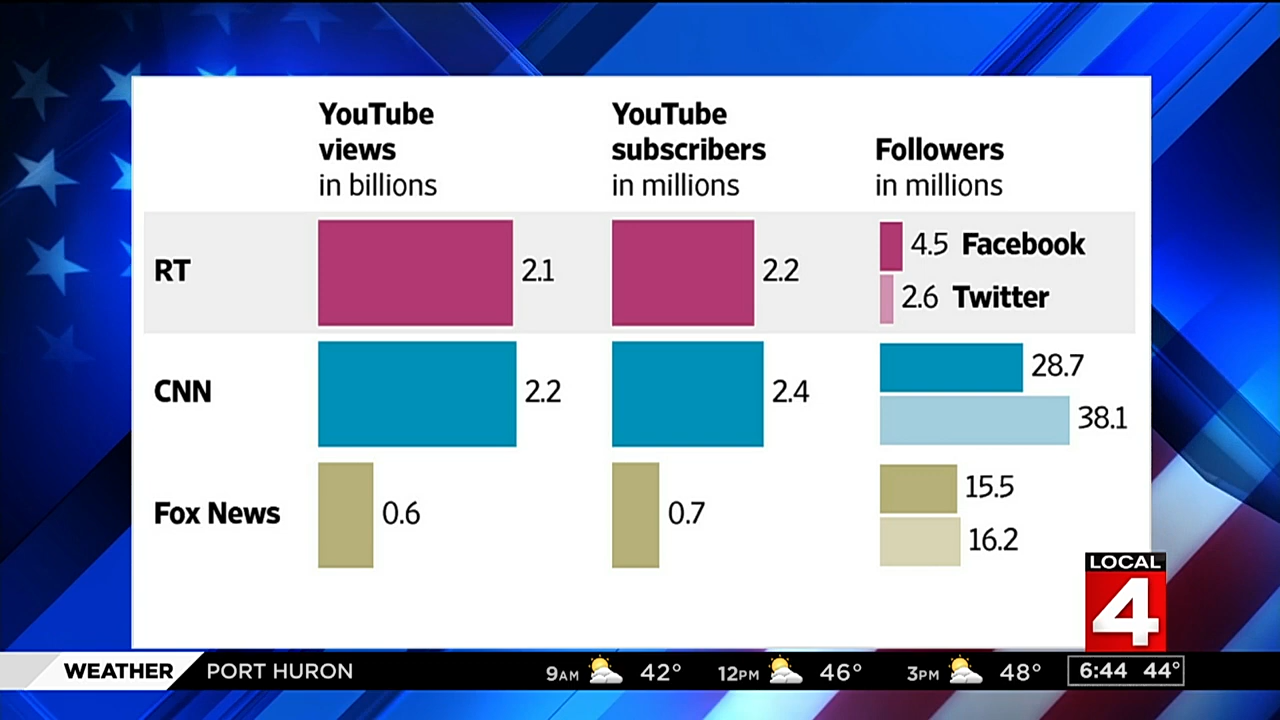 YouTube
views
in billions
YouTube
subscribers
in millions
Followers
in millions
RT
2.1
2.2
4.5 Facebook
2.6 Twitter
CNN
2.2
2.4
28.7
38.1
Fox News
0.6
0.7
15.5
16.2
LOCAL
4
WEATHER PORT HURON 9AM 42° 12PM 46° 3PM 48° 6:44 44°